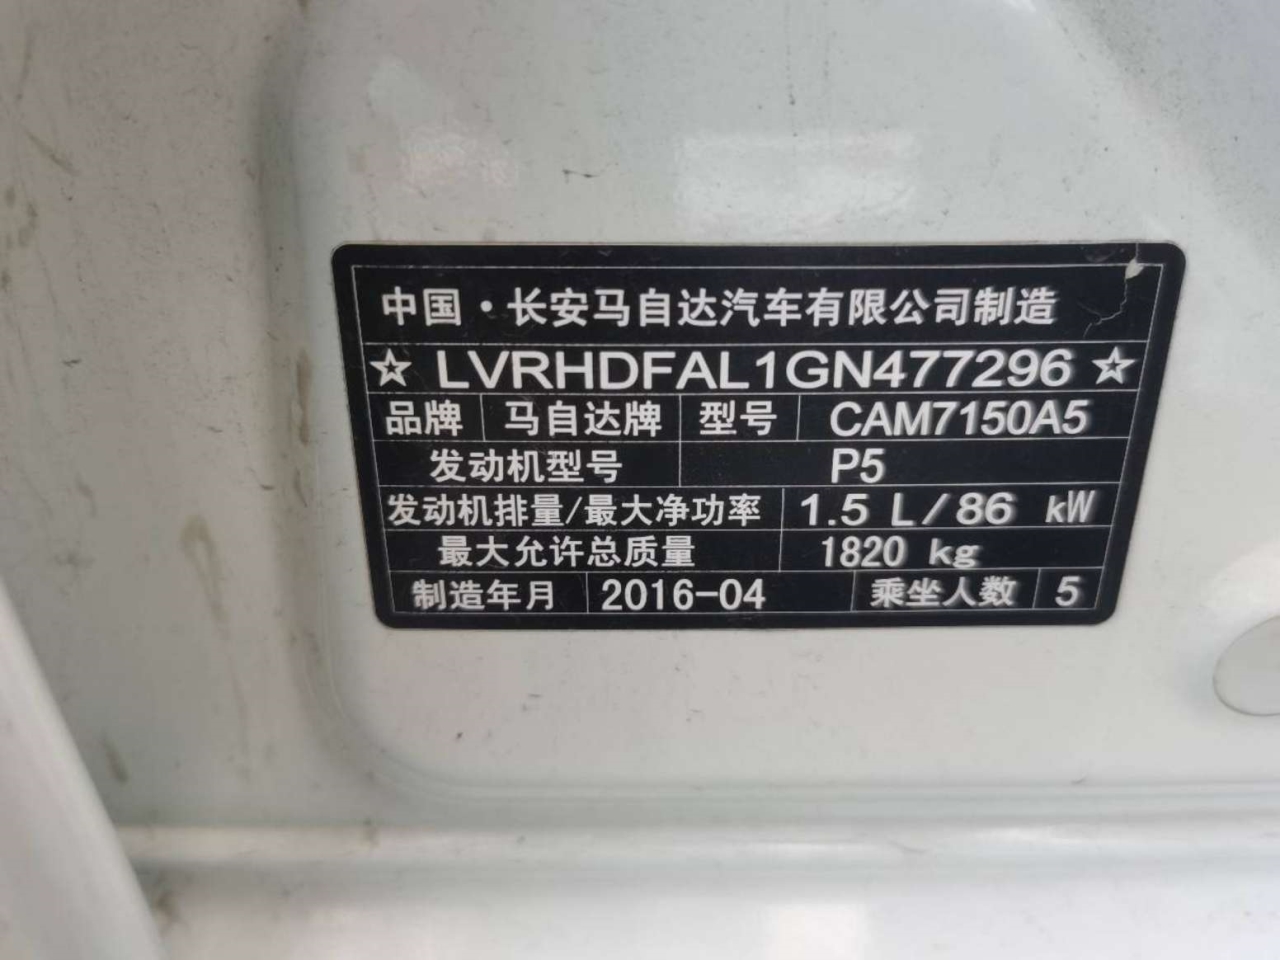 中国·长安马自达汽车有限公司制造
☆LVRHDFAL1GN477296☆
品牌 马自达牌 型号 CAM7150A5
发动机型号 P5
发动机排量/最大净功率 1.5 L/86 kW
最大允许总质量 1820 kg
制造年月 2016-04 乘坐人数 5